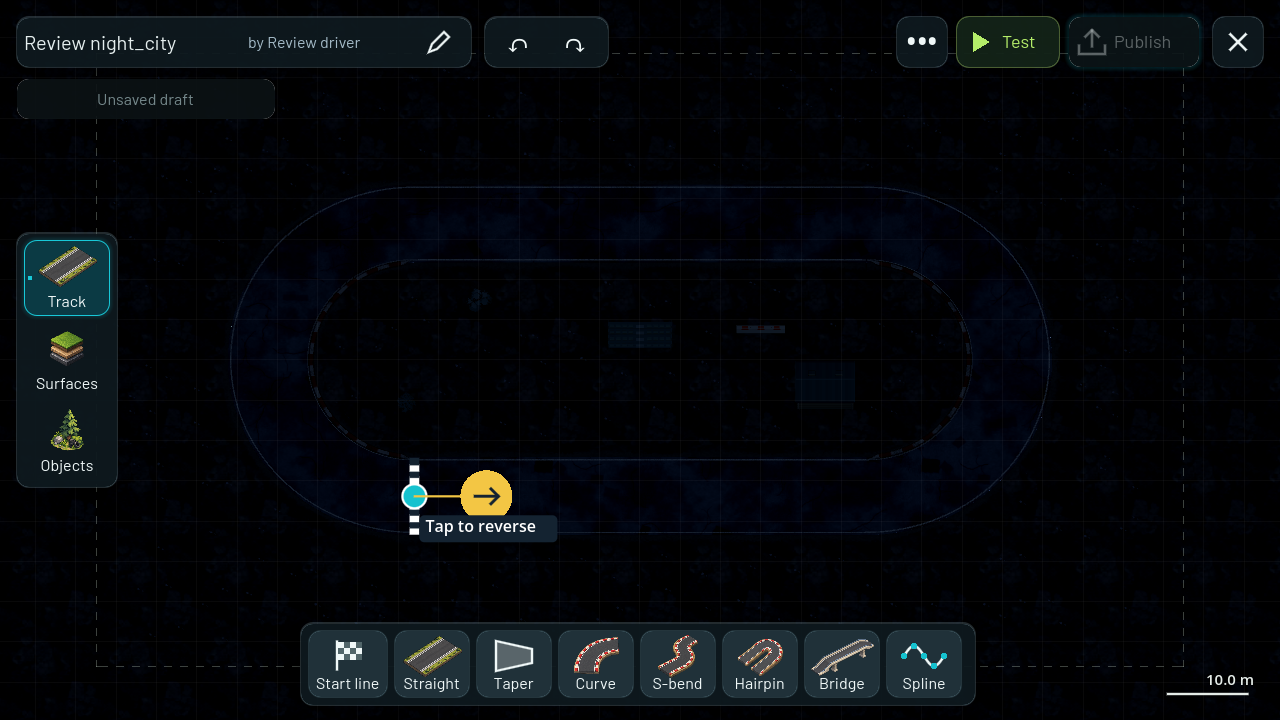 Review night_city
by Review driver
Test
Publish
Unsaved draft
Track
Surfaces
Objects
Tap to reverse
Start line
Straight
Taper
Curve
S-bend
Hairpin
Bridge
Spline
10.0 m